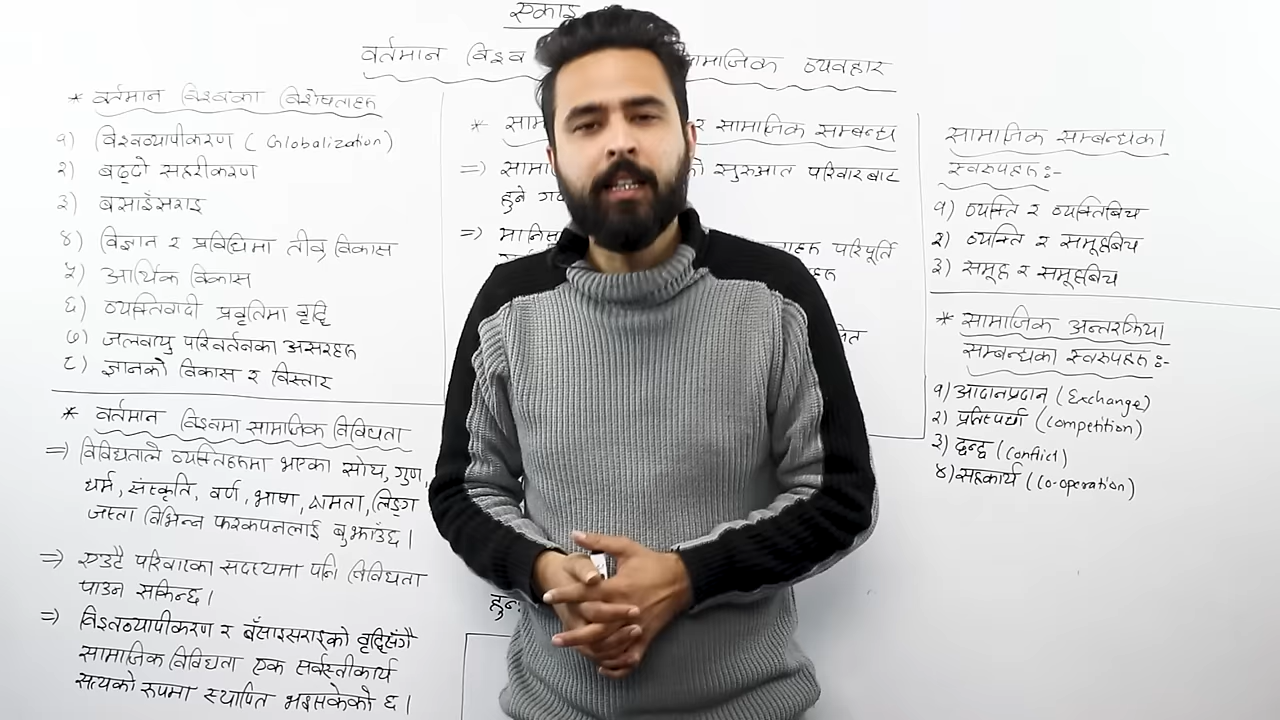 एकाइ
वर्तमान विश्व सामाजिक व्यवहार
* वर्तमान विश्वका विशेषताहरू
१) विश्वव्यापीकरण (Globalization)
२) बढ्दो सहरीकरण
३) बसाइँसराइ
४) विज्ञान र प्रविधिमा तीव्र विकास
५) आर्थिक विकास
६) व्यक्तिवादी प्रवृतिमा वृद्धि
७) जलवायु परिवर्तनका असरहरू
८) ज्ञानको विकास र विस्तार
* वर्तमान विश्वमा सामाजिक विविधता
=) विविधताले व्यक्तिहरूमा भएका सोच, गुण,
धर्म, संस्कृति, वर्ण, भाषा, क्षमता, लिङ्ग
जस्ता विभिन्न फरकपनलाई बुझाउँछ।
=) एउटै परिवारका सदस्यमा पनि विविधता
पाउन सकिन्छ।
=) विश्वव्यापीकरण र बँसाइसराइको वृद्धिसँगै
सामाजिक विविधता एक सर्वस्वीकार्य
सत्यको रूपमा स्थापित भइसकेको छ।
* साम र सामाजिक सम्बन्ध
=) सामा को सुरुआत परिवारबाट
हुने
=) मानिस परिपूर्ति
सामाजिक सम्बन्धका
स्वरूपहरू :-
१) व्यक्ति र व्यक्तिबिच
२) व्यक्ति र समूहबिच
३) समूह र समूहबिच
* सामाजिक अन्तरक्रिया
सम्बन्धका स्वरूपहरू :-
१) आदानप्रदान (Exchange)
२) प्रतिस्पर्धा (Competition)
३) द्वन्द्व (Conflict)
४) सहकार्य (Co-operation)